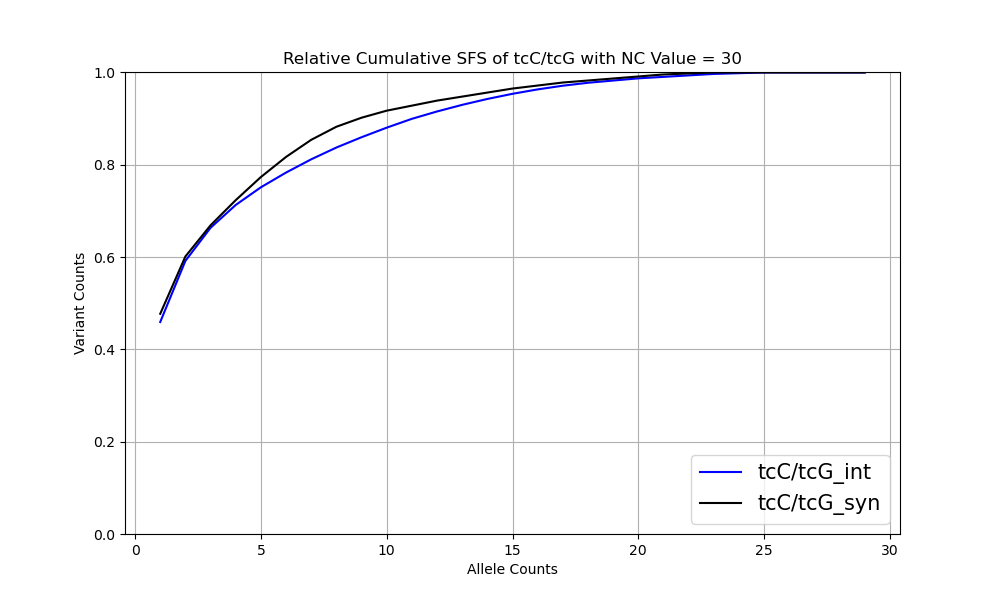 Relative Cumulative SFS of tcC/tcG with NC Value = 30
1.0
0.8
0.6
0.4
0.2
0.0
Variant Counts
0 5 10 15 20 25 30
Allele Counts
tcC/tcG_int
tcC/tcG_syn